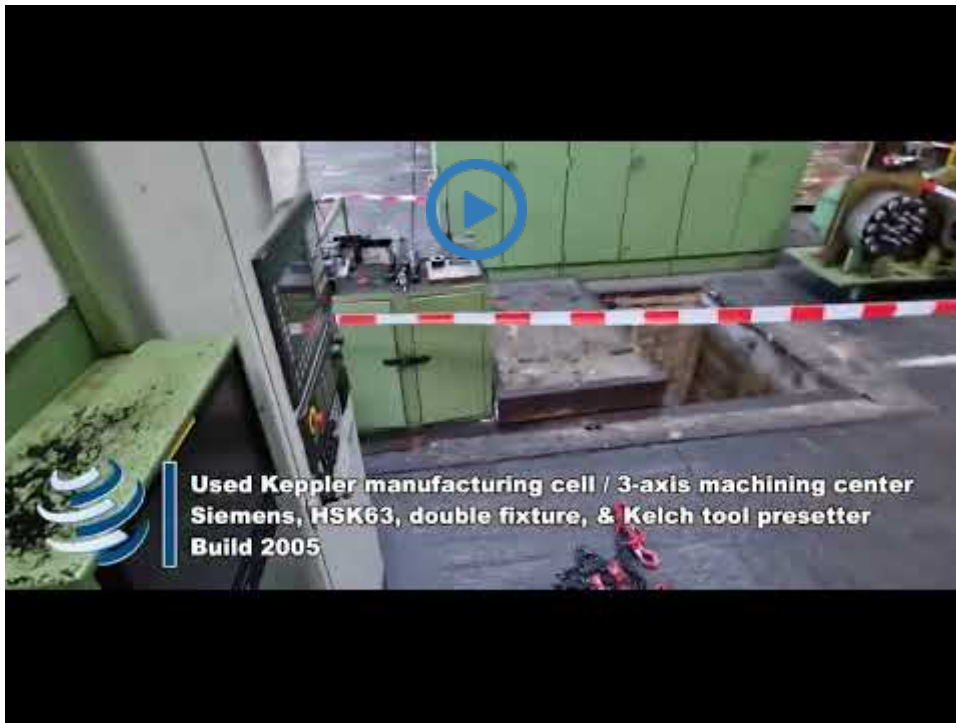 Used Keppler manufacturing cell / 3-axis machining center
Siemens, HSK63, double fixture, & Kelch tool presetter
Build 2005